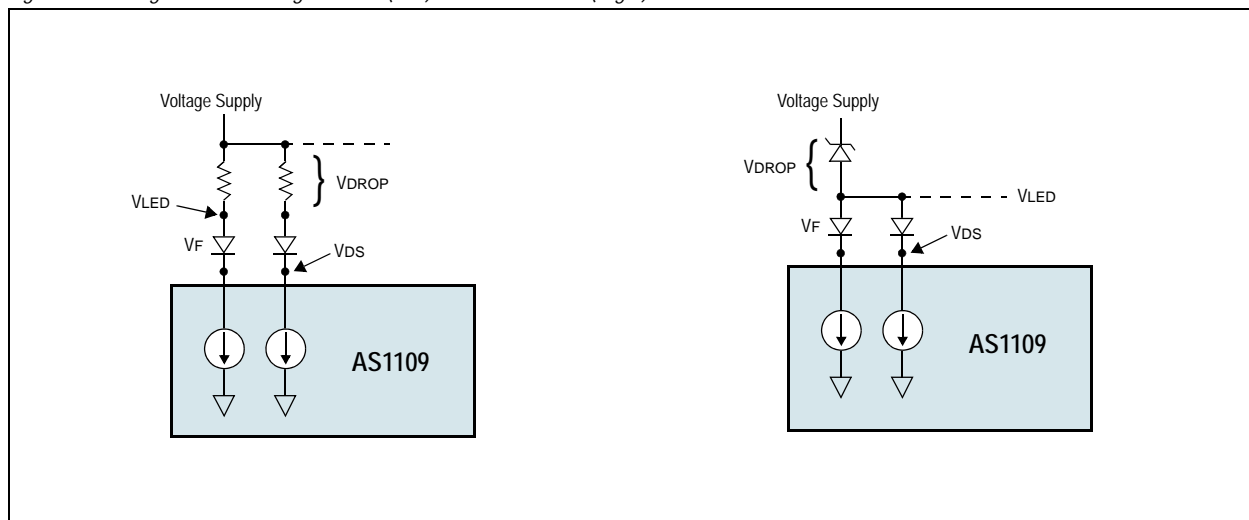 Voltage Supply
VDROP
VLED
VF
VDS
AS1109
Voltage Supply
VDROP
VLED
VF
VDS
AS1109